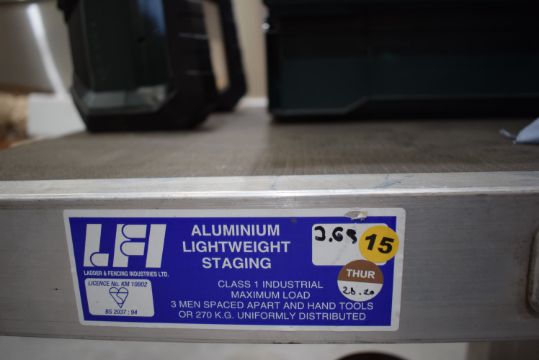 LFI
LADDER & FENCING INDUSTRIES LTD.
LICENCE No. KM 10902
BS 2037 : 94
ALUMINIUM
LIGHTWEIGHT
STAGING
CLASS 1 INDUSTRIAL
MAXIMUM LOAD
3 MEN SPACED APART AND HAND TOOLS
OR 270 K.G. UNIFORMLY DISTRIBUTED
15
THUR